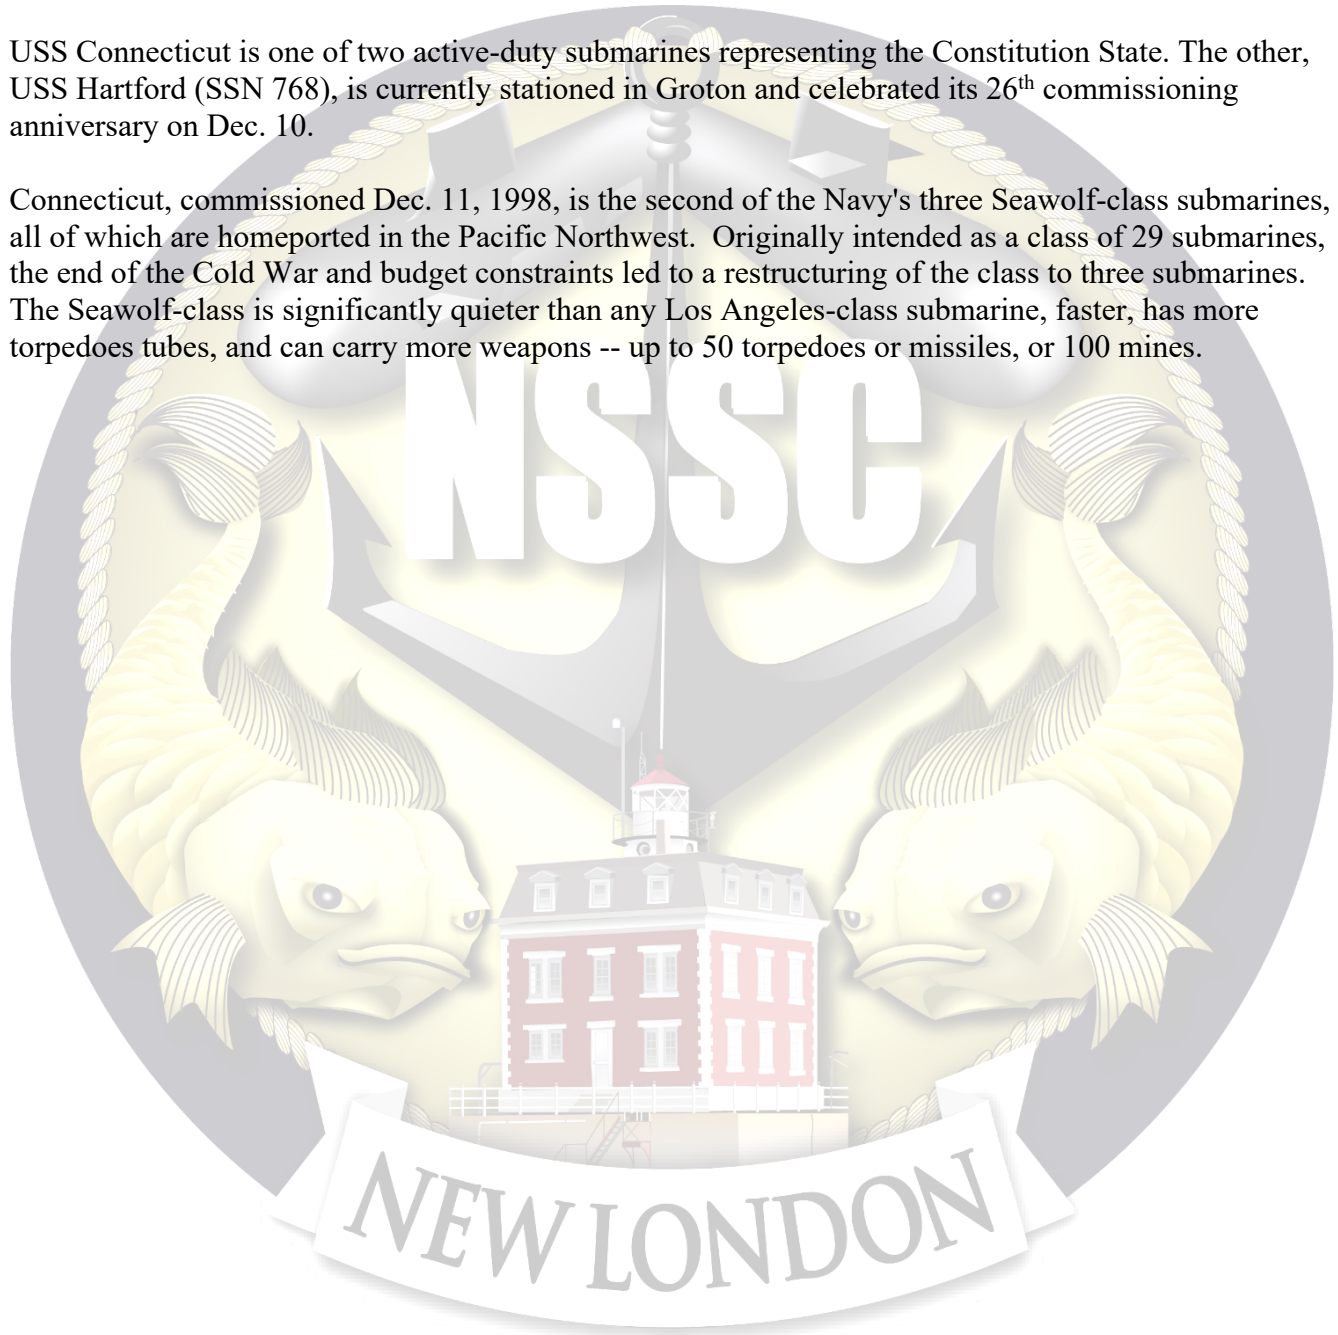 USS Connecticut is one of two active-duty submarines representing the Constitution State. The other,
USS Hartford (SSN 768), is currently stationed in Groton and celebrated its 26th commissioning
anniversary on Dec. 10.
Connecticut, commissioned Dec. 11, 1998, is the second of the Navy's three Seawolf-class submarines,
all of which are homeported in the Pacific Northwest.  Originally intended as a class of 29 submarines,
the end of the Cold War and budget constraints led to a restructuring of the class to three submarines.
The Seawolf-class is significantly quieter than any Los Angeles-class submarine, faster, has more
torpedoes tubes, and can carry more weapons -- up to 50 torpedoes or missiles, or 100 mines.
NSSC
NEW LONDON